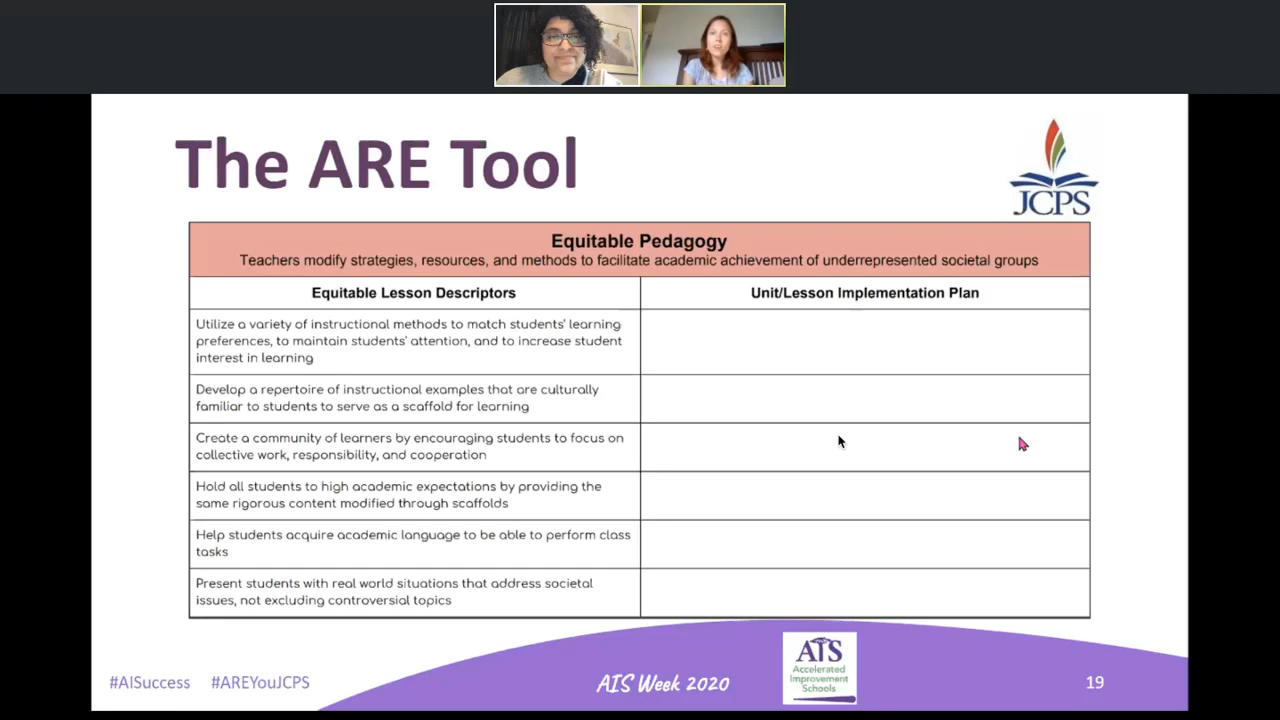 The ARE Tool
JCPS
Equitable Pedagogy
Teachers modify strategies, resources, and methods to facilitate academic achievement of underrepresented societal groups
Equitable Lesson Descriptors
Unit/Lesson Implementation Plan
Utilize a variety of instructional methods to match students' learning
preferences, to maintain students' attention, and to increase student
interest in learning
Develop a repertoire of instructional examples that are culturally
familiar to students to serve as a scaffold for learning
Create a community of learners by encouraging students to focus on
collective work, responsibility, and cooperation
Hold all students to high academic expectations by providing the
same rigorous content modified through scaffolds
Help students acquire academic language to be able to perform class
tasks
Present students with real world situations that address societal
issues, not excluding controversial topics
#AISuccess #AREYouJCPS
AIS Week 2020
AIS
Accelerated
Improvement
Schools
19